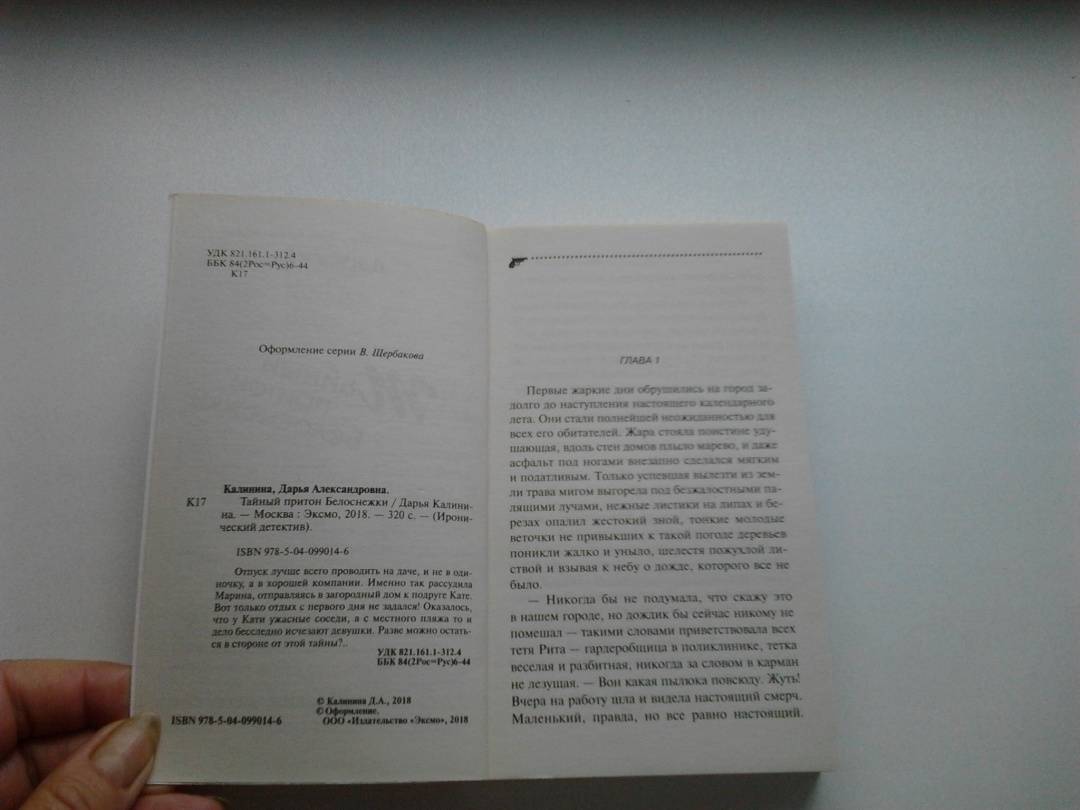 УДК 821.161.1-312.4
ББК 84(2Рос=Рус)6-44
К17
Оформление серии В. Щербакова
Калинина, Дарья Александровна.
К17 Тайный притон Белоснежки / Дарья Калини-
на. — Москва : Эксмо, 2018. — 320 с. — (Ирони-
ческий детектив).
ISBN 978-5-04-099014-6
Отпуск лучше всего проводить на даче, и не в оди-
ночку, а в хорошей компании. Именно так рассудила
Марина, отправляясь в загородный дом к подруге Кате.
Вот только отдых с первого дня не задался! Оказалось,
что у Кати ужасные соседи, а с местного пляжа то и
дело бесследно исчезают девушки. Разве можно остать-
ся в стороне от этой тайны?..
УДК 821.161.1-312.4
ББК 84(2Рос=Рус)6-44
© Калинина Д.А., 2018
© Оформление.
ISBN 978-5-04-099014-6 ООО «Издательство «Эксмо», 2018
ГЛАВА 1
Первые жаркие дни обрушились на город за-
долго до наступления настоящего календарного
лета. Они стали полнейшей неожиданностью для
всех его обитателей. Жара стояла поистине уду-
шающая, вдоль стен домов плыло марево, и даже
асфальт под ногами внезапно сделался мягким
и податливым. Только успевшая вылезти из зем-
ли трава мигом выгорела под безжалостными па-
лящими лучами, нежные листики на липах и бе-
резах опалил жестокий зной, тонкие молодые
веточки не привыкших к такой погоде деревьев
поникли жалко и уныло, шелестя пожухлой ли-
ствой и взывая к небу о дожде, которого все не
было.
— Никогда бы не подумала, что скажу это
в нашем городе, но дождик бы сейчас никому не
помешал — такими словами приветствовала всех
тетя Рита — гардеробщица в поликлинике, тетка
веселая и разбитная, никогда за словом в карман
не лезущая. — Вон какая пылюка повсюду. Жуть!
Вчера на работу шла и видела настоящий смерч.
Маленький, правда, но все равно настоящий.